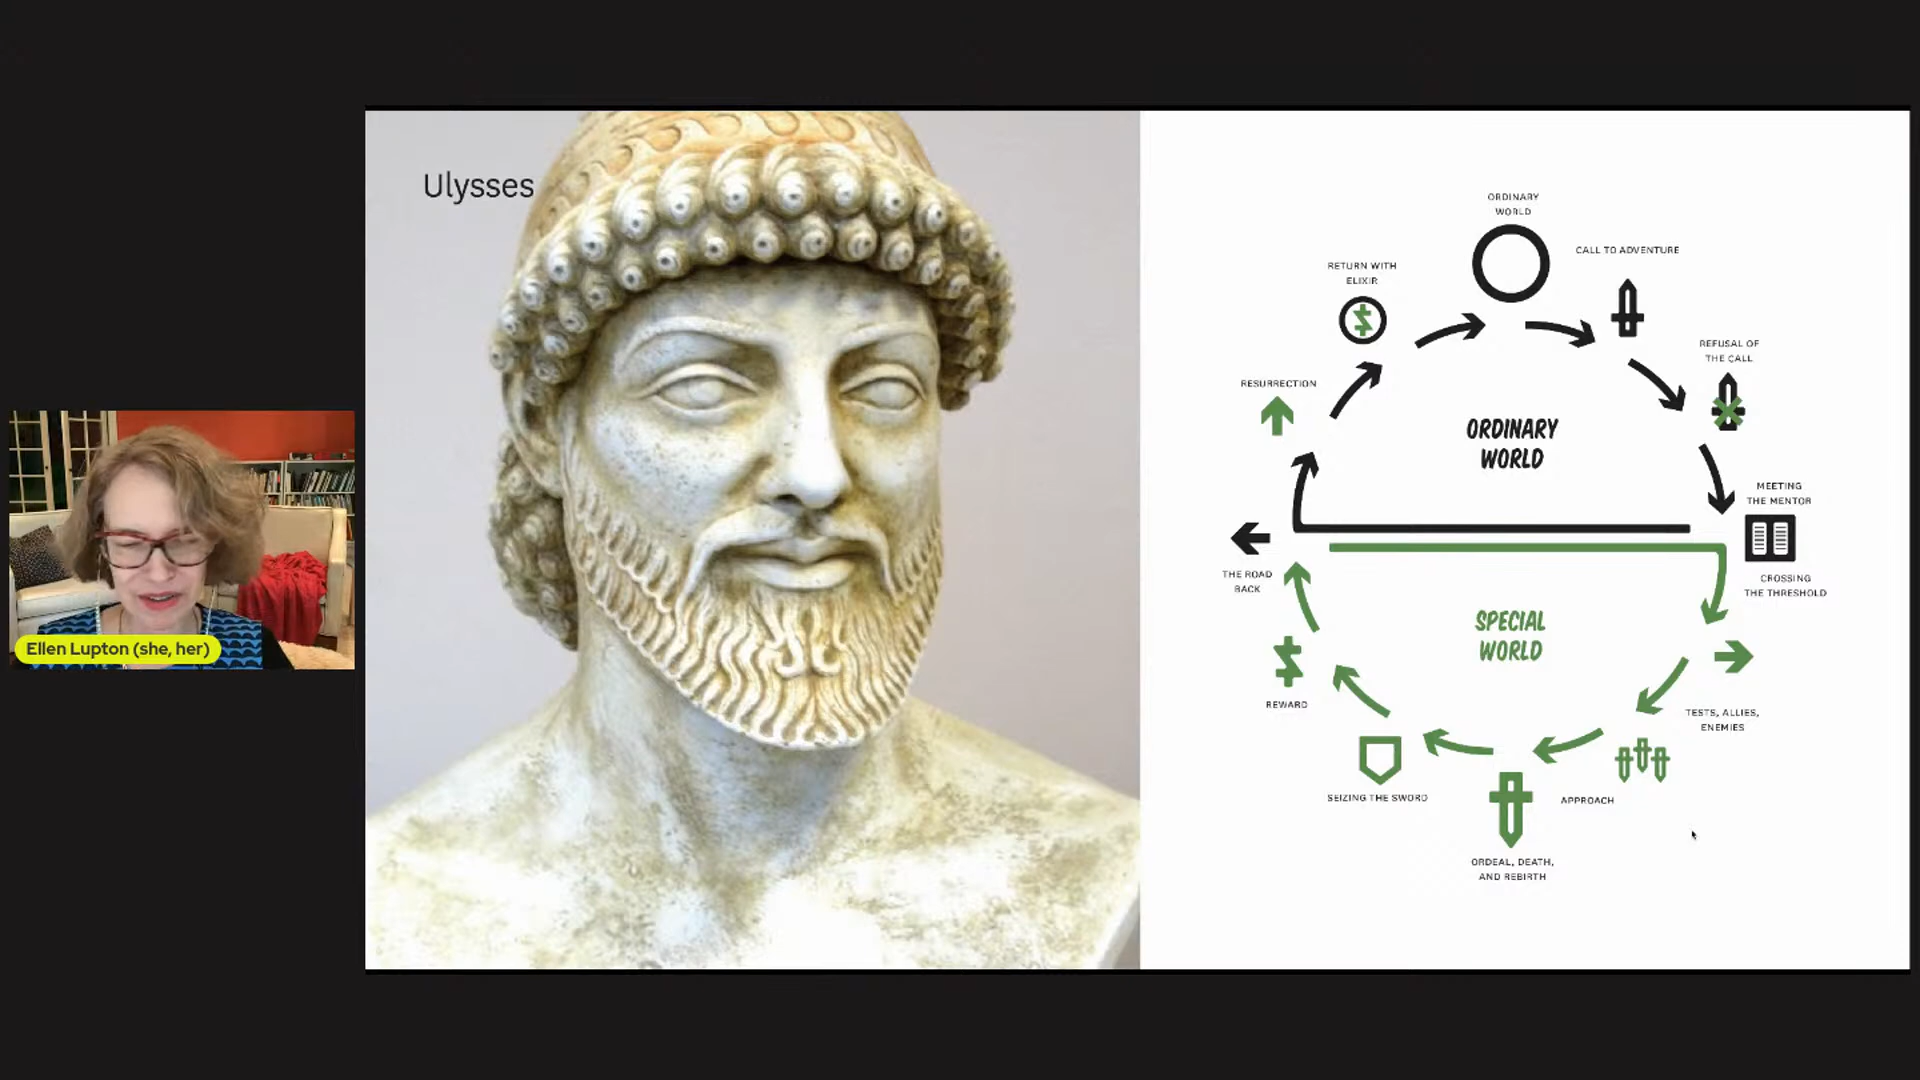 Ulysses
ORDINARY
WORLD
CALL TO ADVENTURE
RETURN WITH
ELIXIR
REFUSAL OF
THE CALL
RESURRECTION
ORDINARY
WORLD
MEETING
THE MENTOR
THE ROAD
BACK
CROSSING
THE THRESHOLD
SPECIAL
WORLD
REWARD
TESTS, ALLIES,
ENEMIES
SEIZING THE SWORD
APPROACH
ORDEAL, DEATH,
AND REBIRTH
Ellen Lupton (she, her)